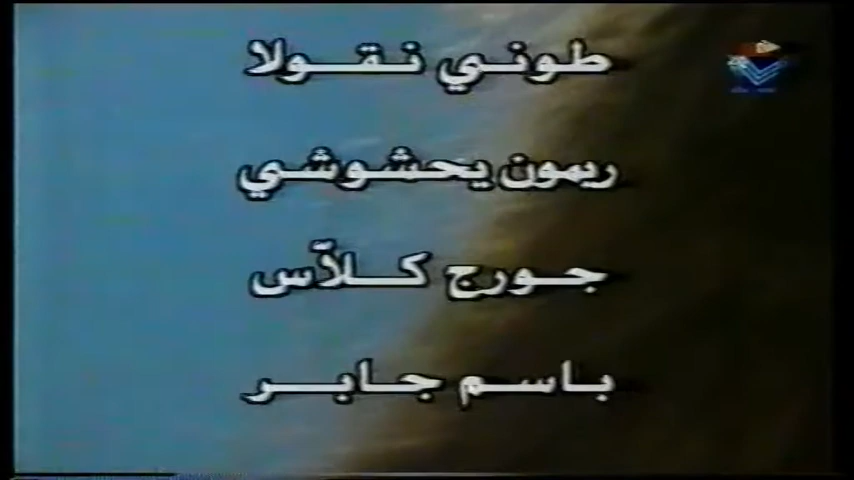 طوني نقولا
ريمون يحشوشي
جورج كلاّس
باسم جابر